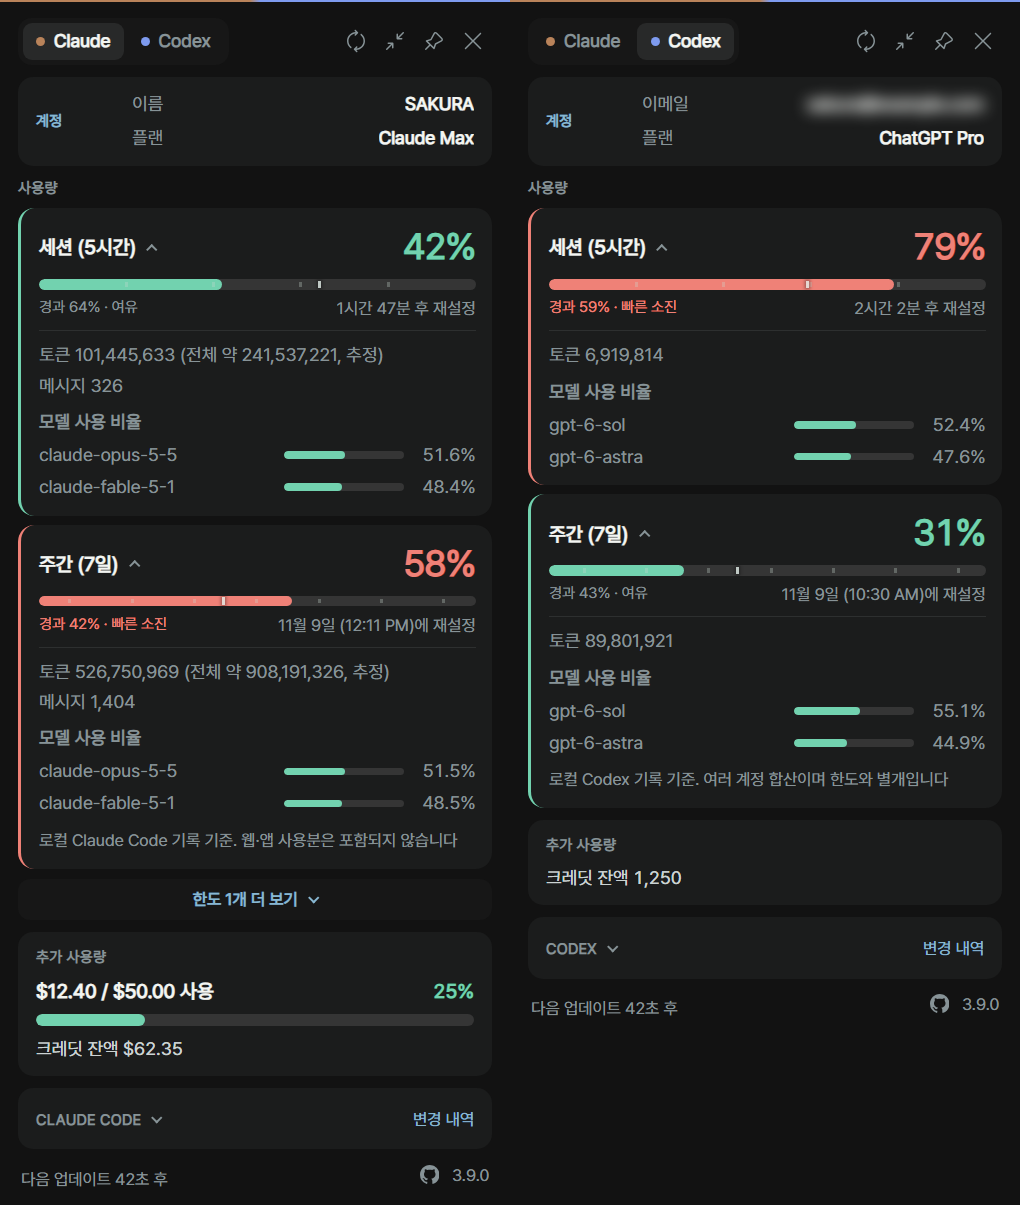 Claude
Codex
계정
이름
SAKURA
플랜
Claude Max
사용량
세션 (5시간)
42%
경과 64% · 여유
1시간 47분 후 재설정
토큰 101,445,633 (전체 약 241,537,221, 추정)
메시지 326
모델 사용 비율
claude-opus-5-5
51.6%
claude-fable-5-1
48.4%
주간 (7일)
58%
경과 42% · 빠른 소진
11월 9일 (12:11 PM)에 재설정
토큰 526,750,969 (전체 약 908,191,326, 추정)
메시지 1,404
모델 사용 비율
claude-opus-5-5
51.5%
claude-fable-5-1
48.5%
로컬 Claude Code 기록 기준. 웹·앱 사용분은 포함되지 않습니다
한도 1개 더 보기
추가 사용량
$12.40 / $50.00 사용
25%
크레딧 잔액 $62.35
CLAUDE CODE
변경 내역
다음 업데이트 42초 후
3.9.0
Claude
Codex
계정
이메일
플랜
ChatGPT Pro
사용량
세션 (5시간)
79%
경과 59% · 빠른 소진
2시간 2분 후 재설정
토큰 6,919,814
모델 사용 비율
gpt-6-sol
52.4%
gpt-6-astra
47.6%
주간 (7일)
31%
경과 43% · 여유
11월 9일 (10:30 AM)에 재설정
토큰 89,801,921
모델 사용 비율
gpt-6-sol
55.1%
gpt-6-astra
44.9%
로컬 Codex 기록 기준. 여러 계정 합산이며 한도와 별개입니다
추가 사용량
크레딧 잔액 1,250
CODEX
변경 내역
다음 업데이트 42초 후
3.9.0